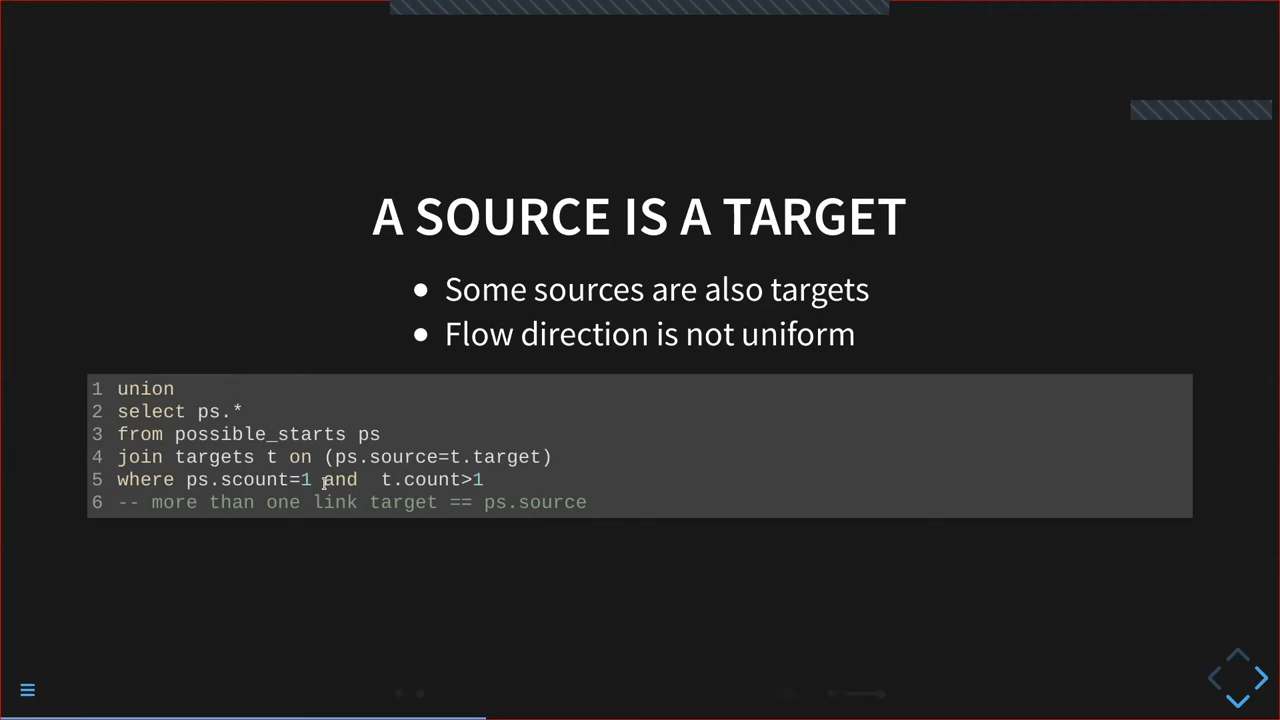 A SOURCE IS A TARGET
Some sources are also targets
Flow direction is not uniform
1 union
2 select ps.*
3 from possible_starts ps
4 join targets t on (ps.source=t.target)
5 where ps.scount=1 and  t.count>1
6 -- more than one link target == ps.source